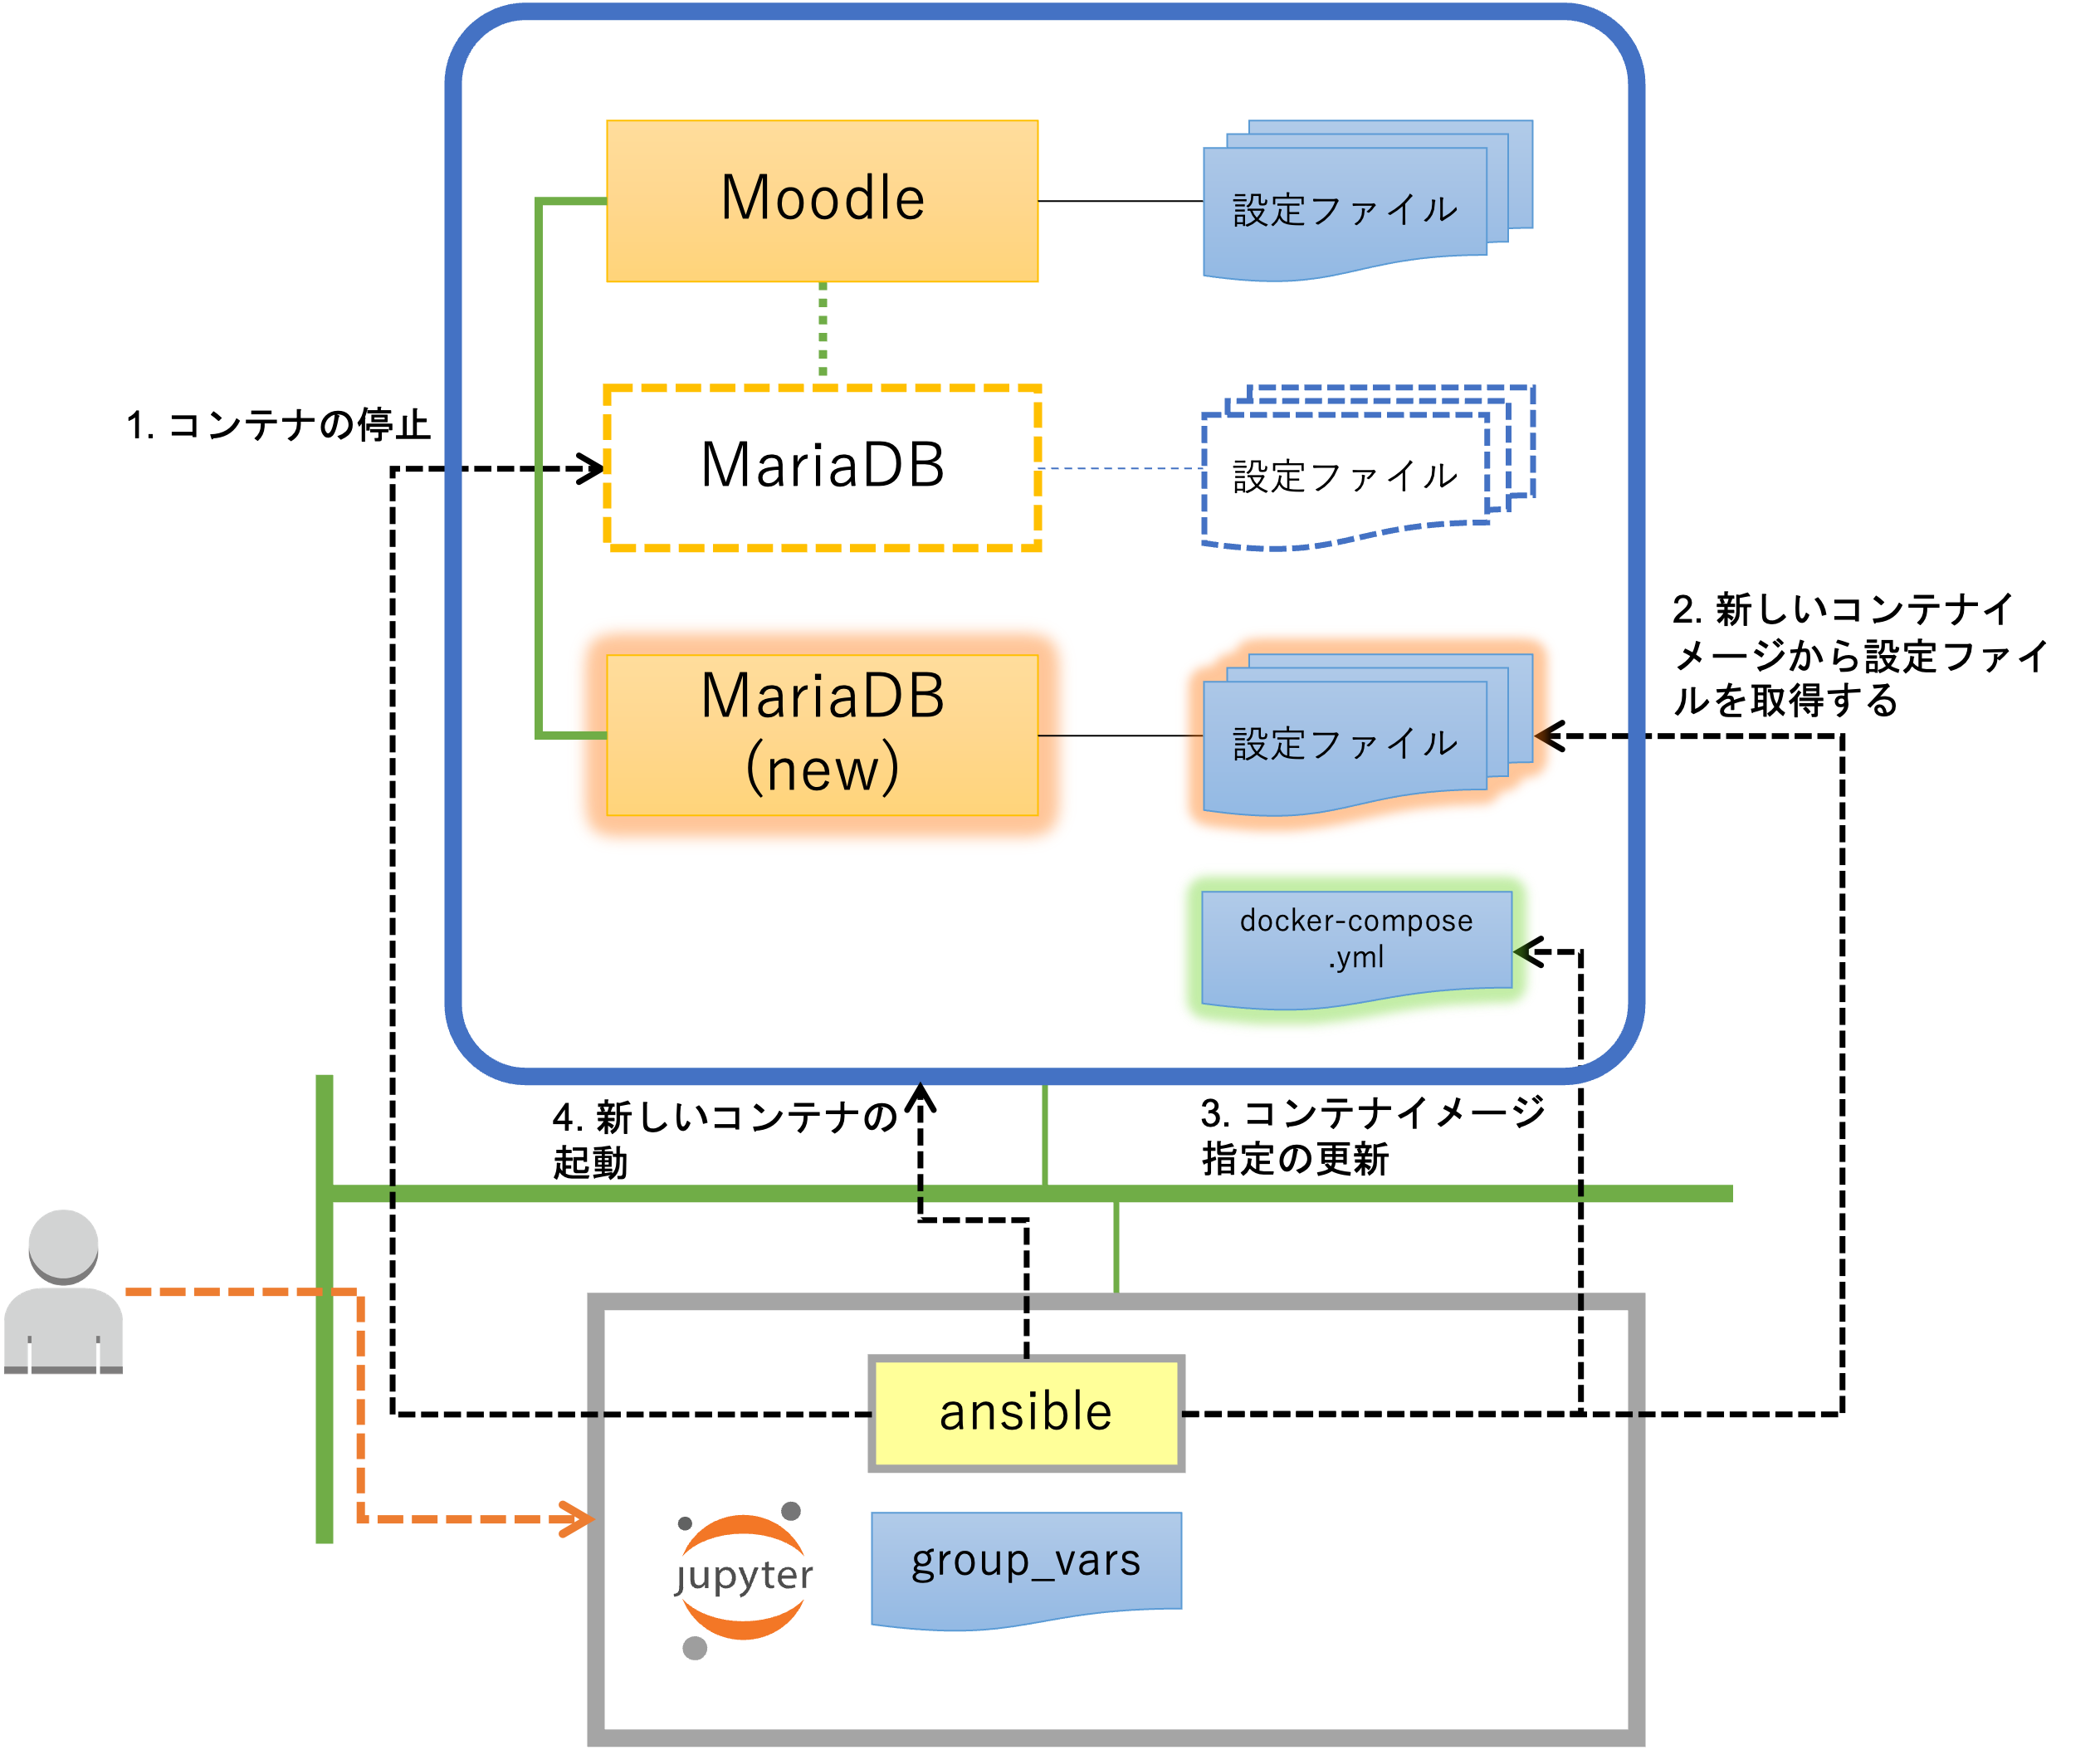 Moodle
設定ファイル
1. コンテナの停止
MariaDB
設定ファイル
2. 新しいコンテナイ
メージから設定ファイ
ルを取得する
MariaDB
(new)
設定ファイル
docker-compose
.yml
4. 新しいコンテナの
起動
3. コンテナイメージ
指定の更新
ansible
jupyter
group_vars